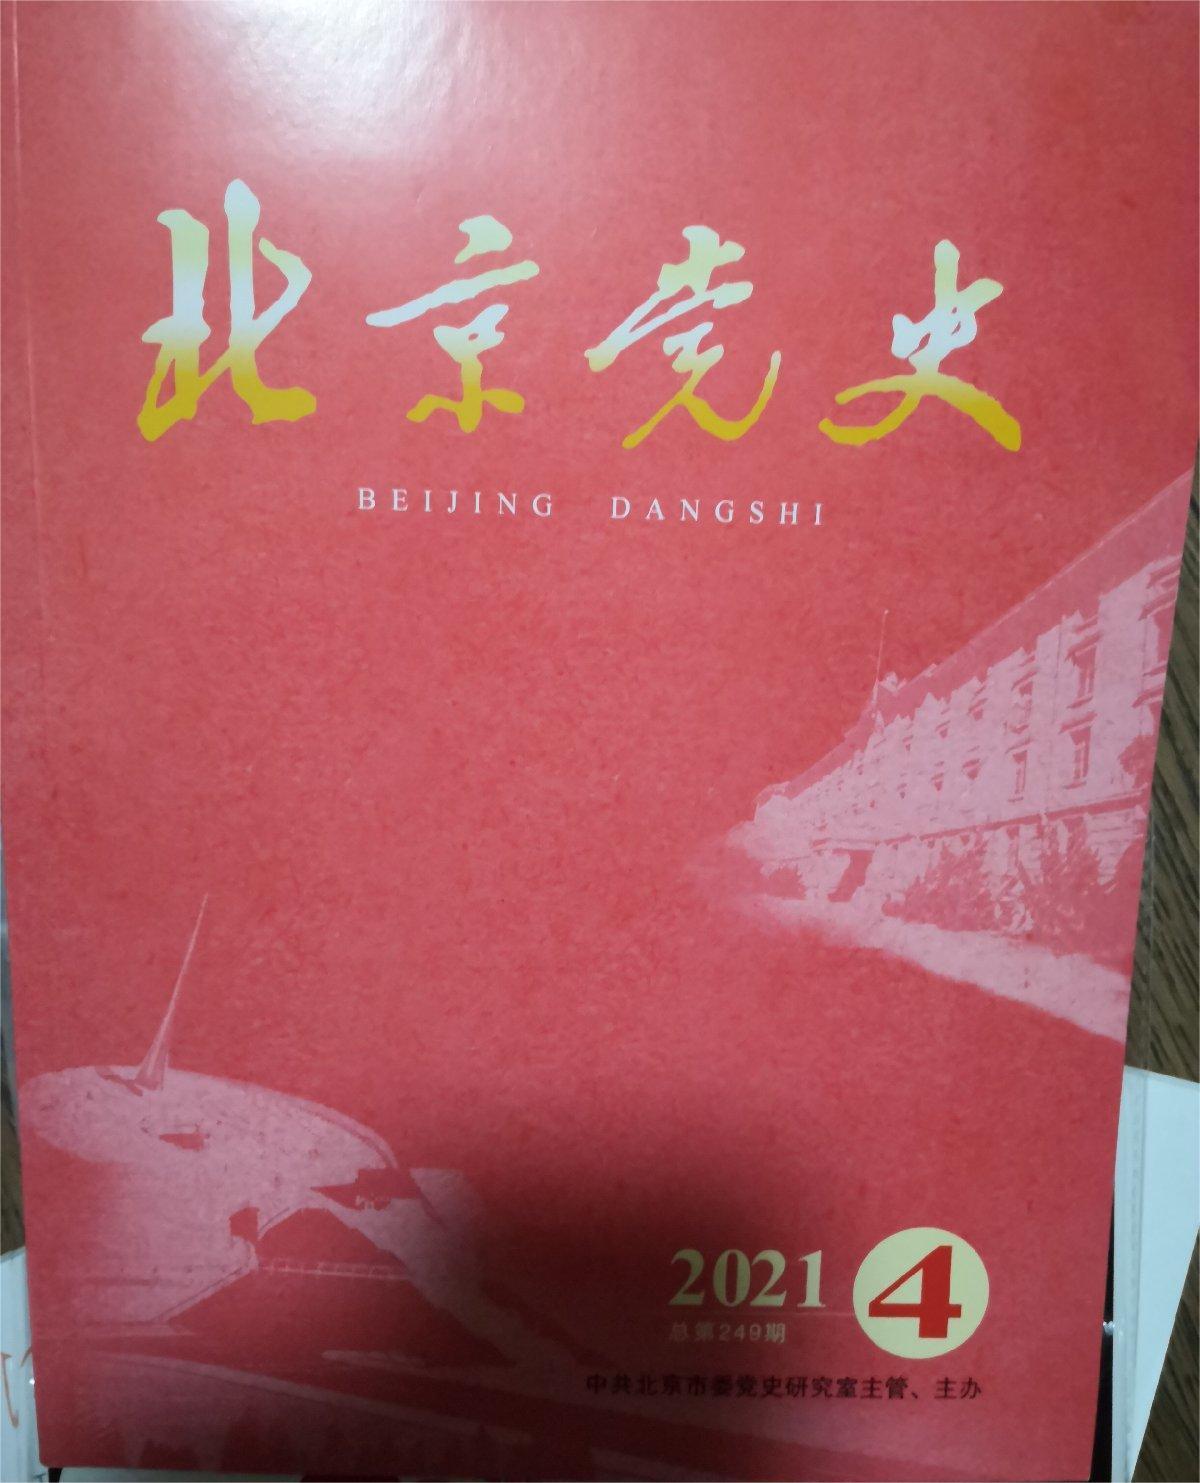 北京党史
BEIJING DANGSHI
2021 4
总第249期
中共北京市委党史研究室主管、主办